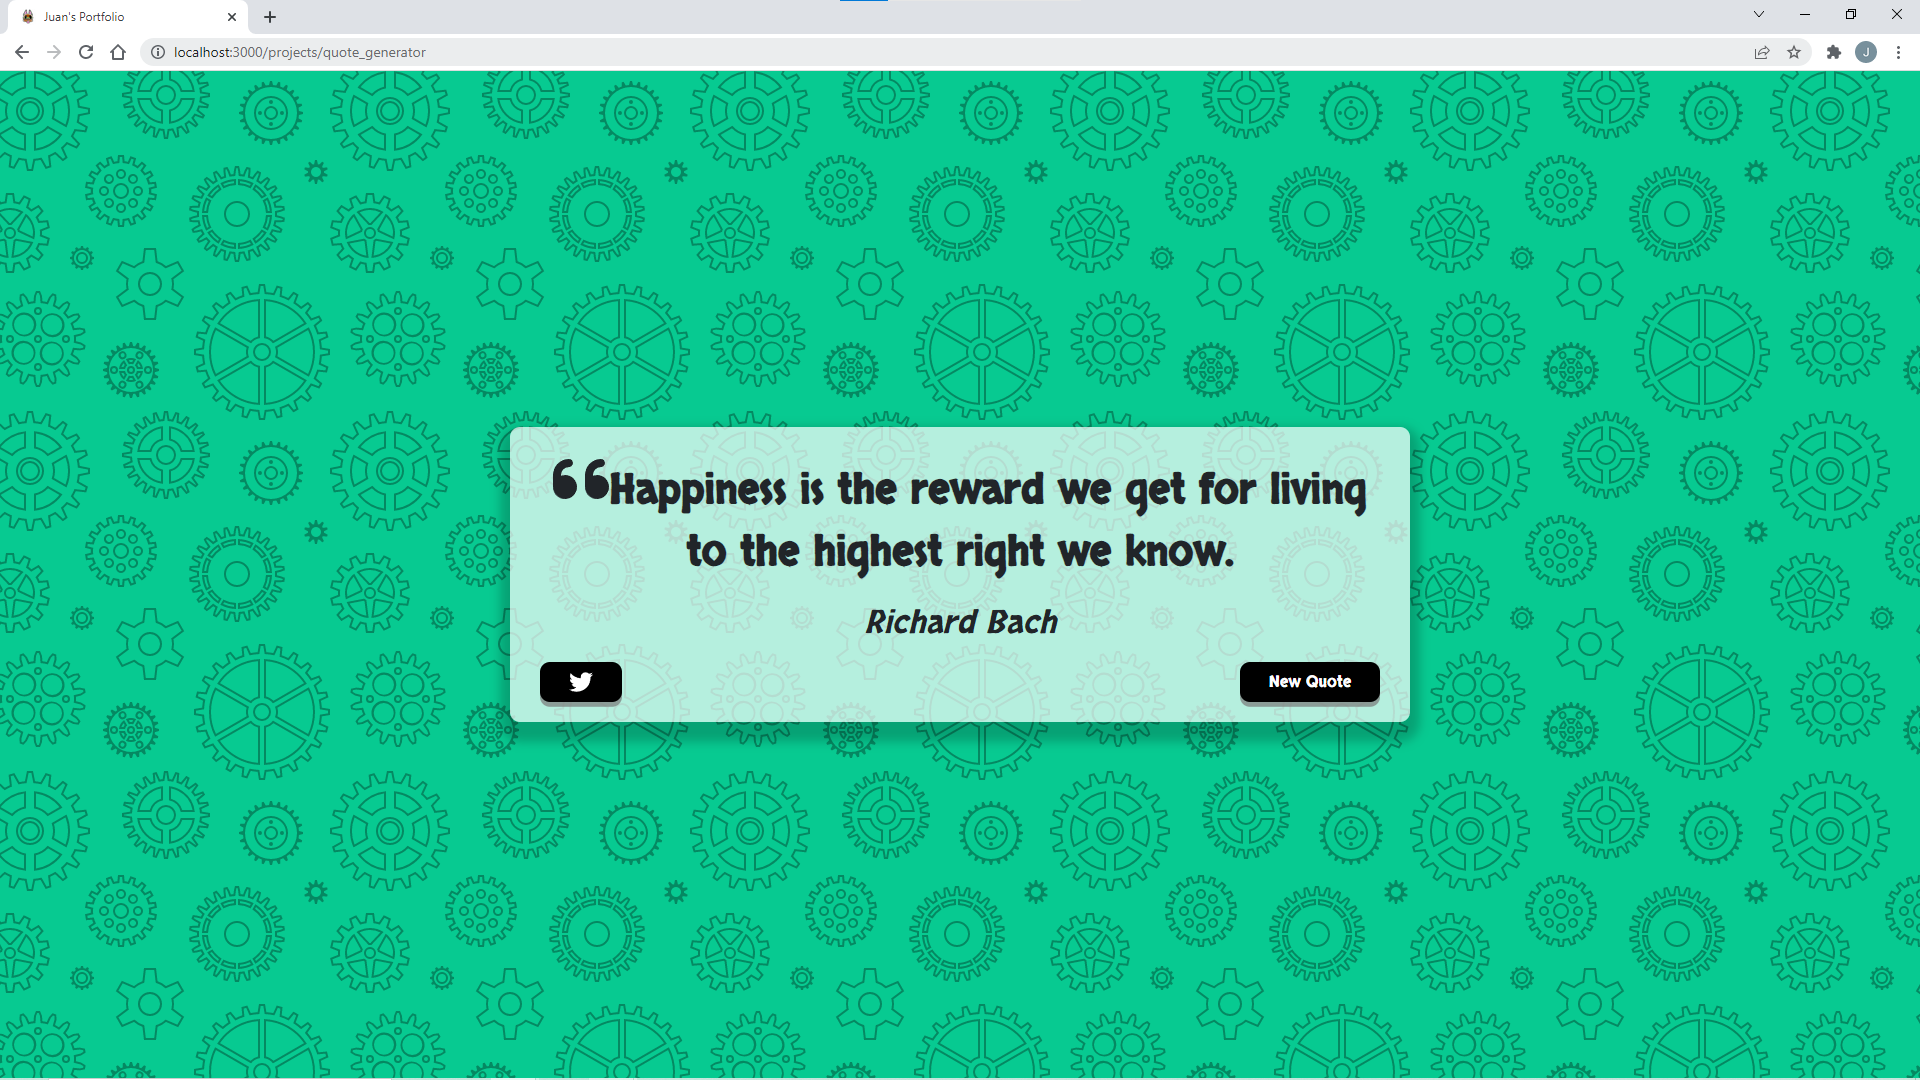 Juan's Portfolio
localhost:3000/projects/quote_generator
J
“Happiness is the reward we get for living
to the highest right we know.
Richard Bach
New Quote